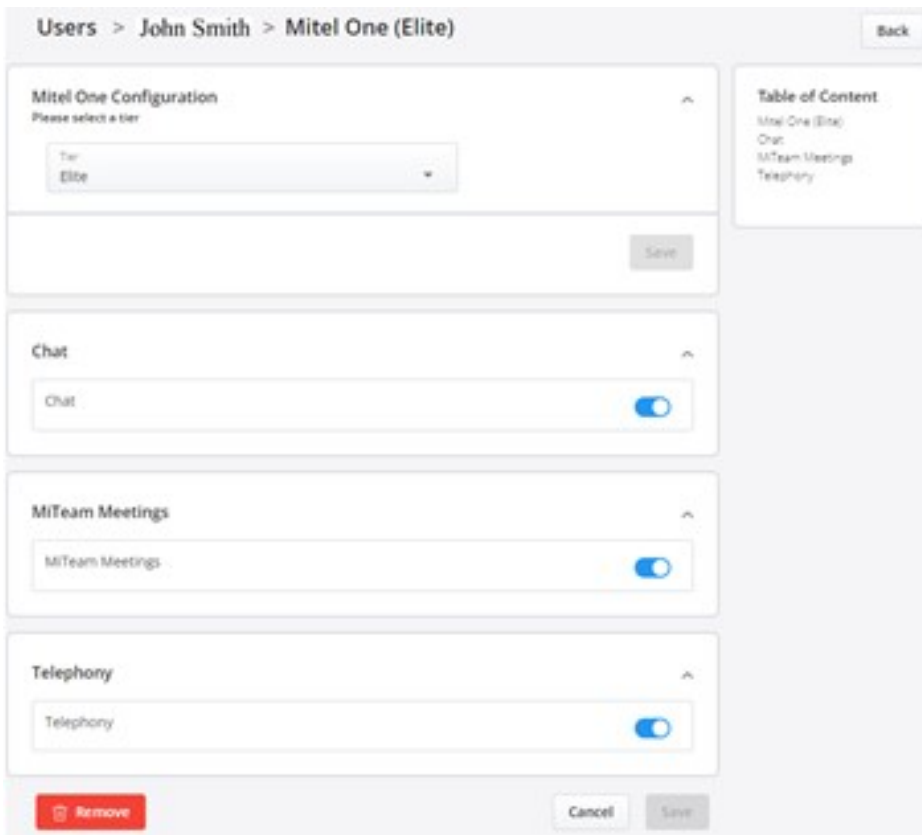 Users > John Smith > Mitel One (Elite)
Back
Mitel One Configuration
Please select a tier
Tier
Elite
Save
Table of Content
Mitel One (Elite)
Chat
MiTeam Meetings
Telephony
Chat
Chat
MiTeam Meetings
MiTeam Meetings
Telephony
Telephony
Remove
Cancel
Save